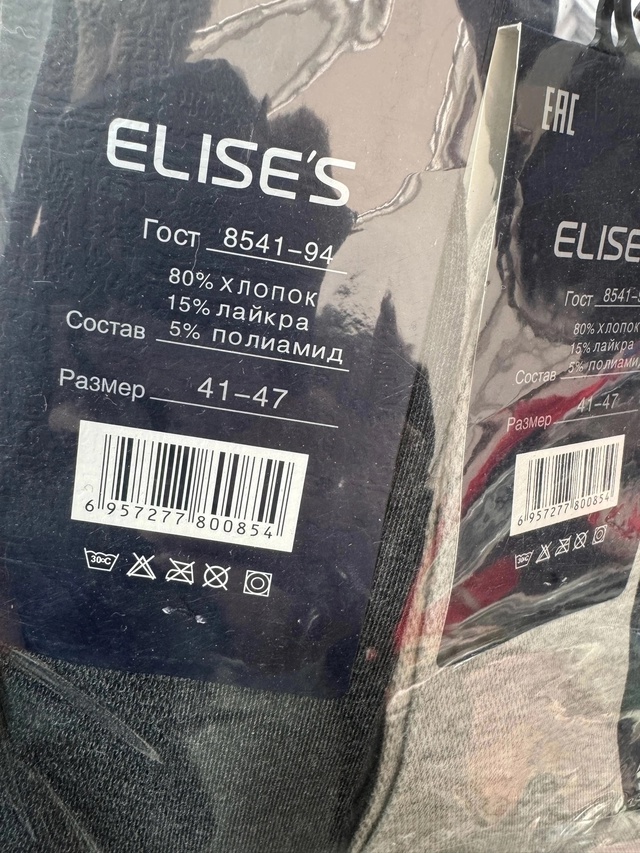 ELISE'S
Гост 8541-94
80% хлопок
15% лайкра
Состав 5% полиамид
Размер 41-47
6 957277 800854
30°C
EAC
ELISE
Гост 8541-
80% хлопок
15% лайкра
Состав 5% полиамид
Размер 41-47
6 957277 800854
30°C